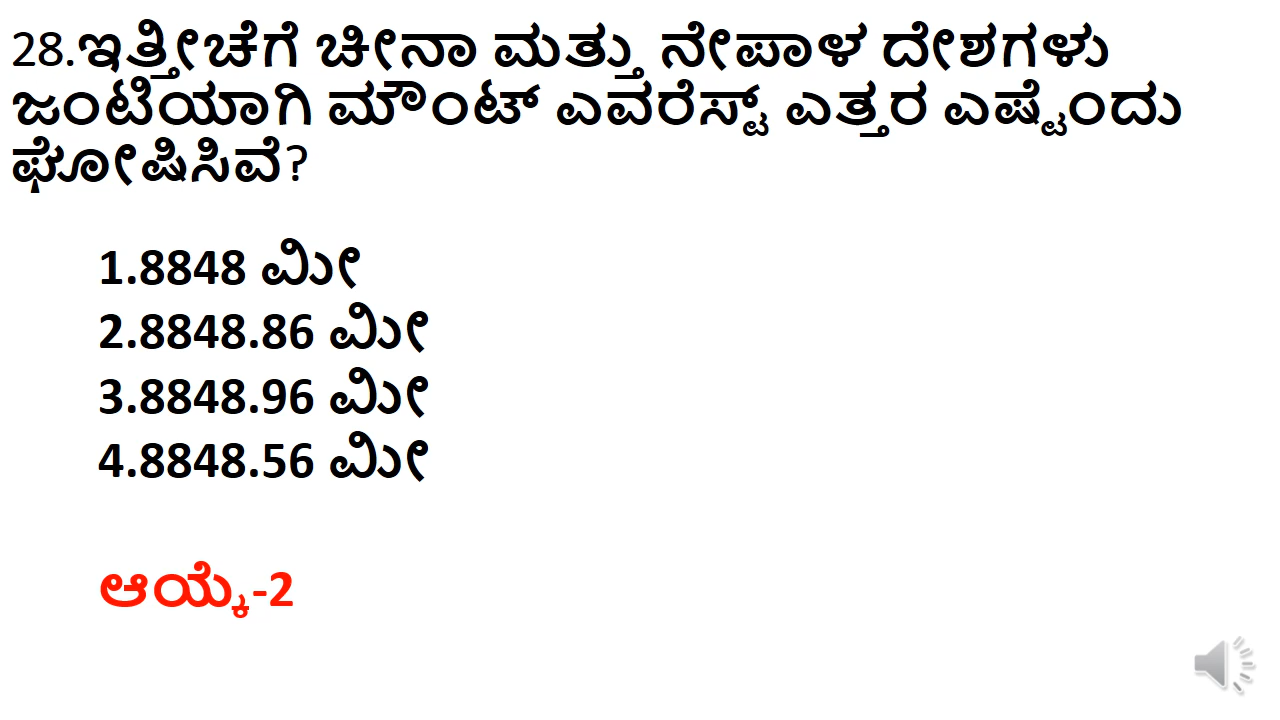 28.ಇತ್ತೀಚೆಗೆ ಚೀನಾ ಮತ್ತು ನೇಪಾಳ ದೇಶಗಳು
ಜಂಟಿಯಾಗಿ ಮೌಂಟ್ ಎವರೆಸ್ಟ್ ಎತ್ತರ ಎಷ್ಟೆಂದು
ಘೋಷಿಸಿವೆ?
1.8848 ಮೀ
2.8848.86 ಮೀ
3.8848.96 ಮೀ
4.8848.56 ಮೀ
ಆಯ್ಕೆ-2